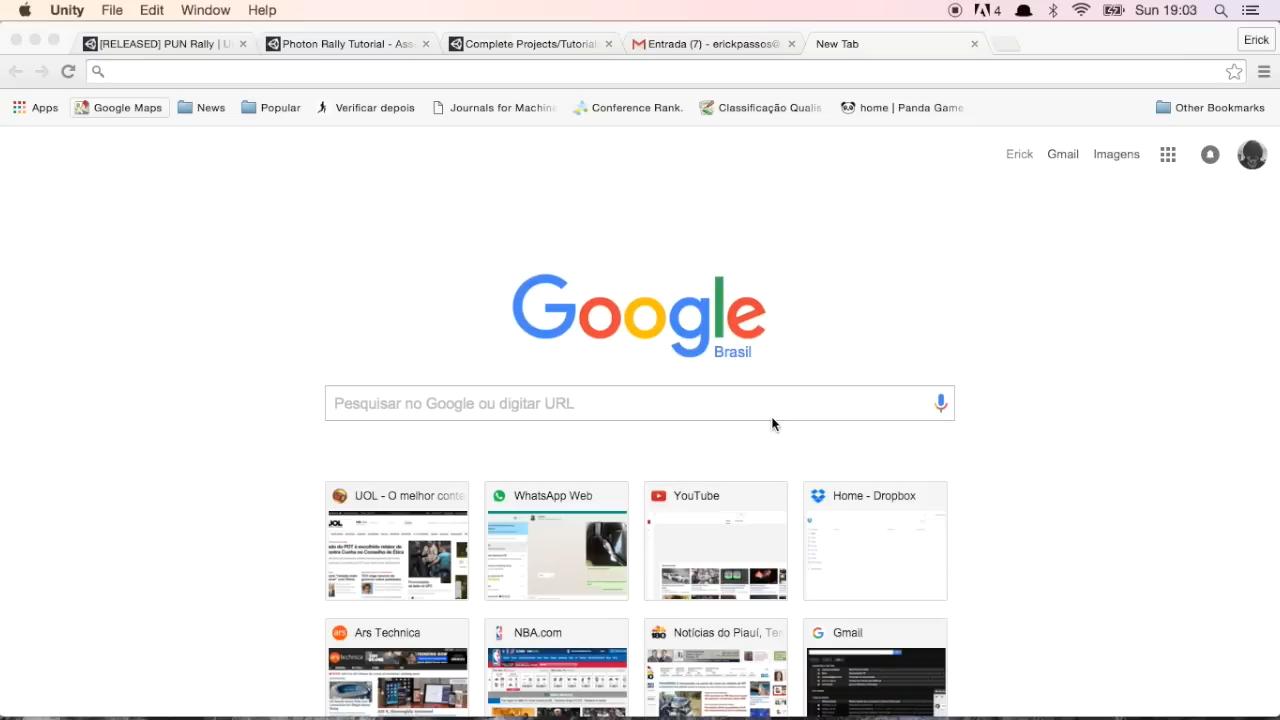 Unity File Edit Window Help 4 Sun 19:03
[RELEASED] PUN Rally | U
Photon Rally Tutorial - Ass
Complete Projects/Tutorial
Entrada (7) - erickpassos@
New Tab
Erick
Apps Google Maps News Popular Verificar depois Journals for Machine Conference Rank. Classificação Qualis home | Panda Game Other Bookmarks
Erick Gmail Imagens
Google
Brasil
Pesquisar no Google ou digitar URL
UOL - O melhor conte
WhatsApp Web
YouTube
Home - Dropbox
Ars Technica
NBA.com
Notícias do Piauí, Ter
Gmail